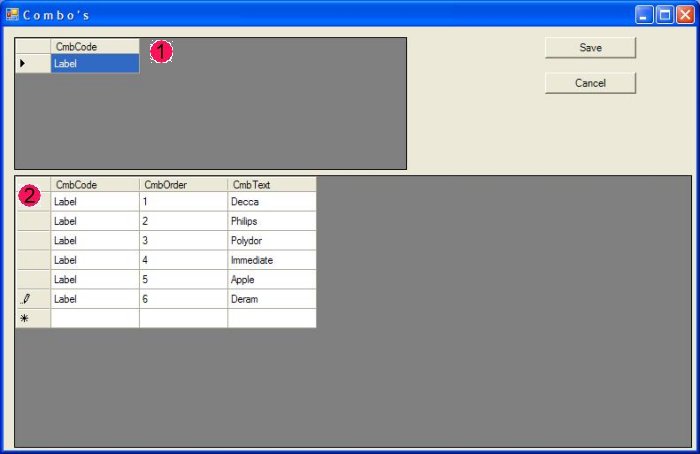 Combo's
CmbCode
1
Label
Save
Cancel
2
CmbCode CmbOrder CmbText
Label 1 Decca
Label 2 Philips
Label 3 Polydor
Label 4 Immediate
Label 5 Apple
Label 6 Deram